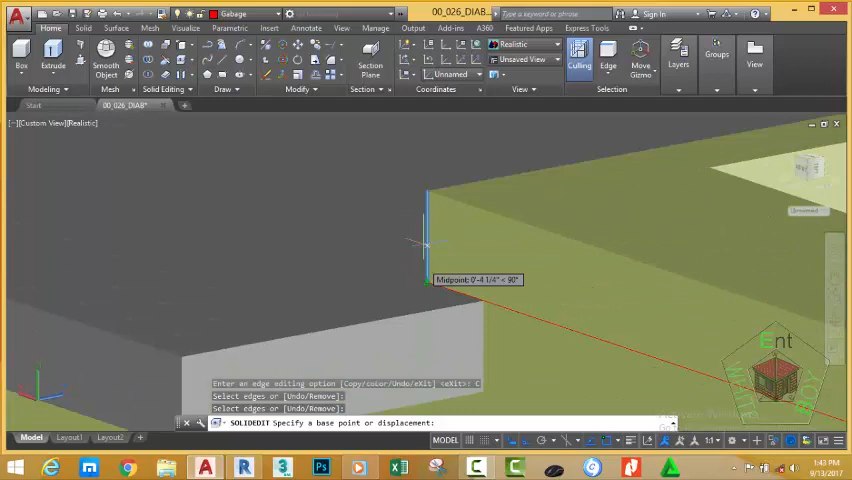 Gabage
00_026_DIAB...
Type a keyword or phrase
Sign In
Home Solid Surface Mesh Visualize Parametric Insert Annotate View Manage Output Add-ins A360 Featured Apps Express Tools
Box Extrude Smooth Object Section Plane Realistic Unsaved View Unnamed Culling Edge Move Gizmo Layers Groups View
Modeling Mesh Solid Editing Draw Modify Section Coordinates View Selection
Start 00_026_DIAB*
[−][Custom View][Realistic]
Unnamed
Midpoint: 0'-4 1/4" < 90°
Ent
Enter an edge editing option [Copy/coLor/Undo/eXit] <eXit>: C
Select edges or [Undo/Remove]:
Select edges or [Undo/Remove]:
SOLIDEDIT Specify a base point or displacement:
Model Layout1 Layout2 +
MODEL 1:1
1:43 PM
9/13/2017